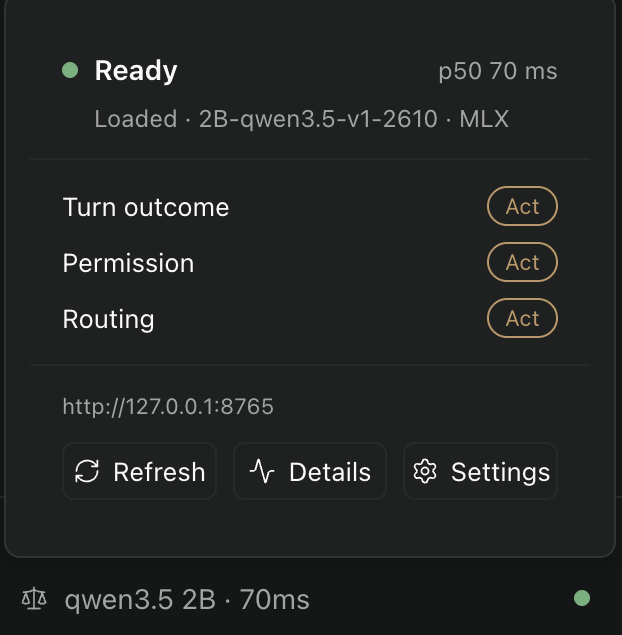 Ready p50 70 ms
Loaded · 2B-qwen3.5-v1-2610 · MLX
Turn outcome Act
Permission Act
Routing Act
http://127.0.0.1:8765
Refresh Details Settings
qwen3.5 2B · 70ms